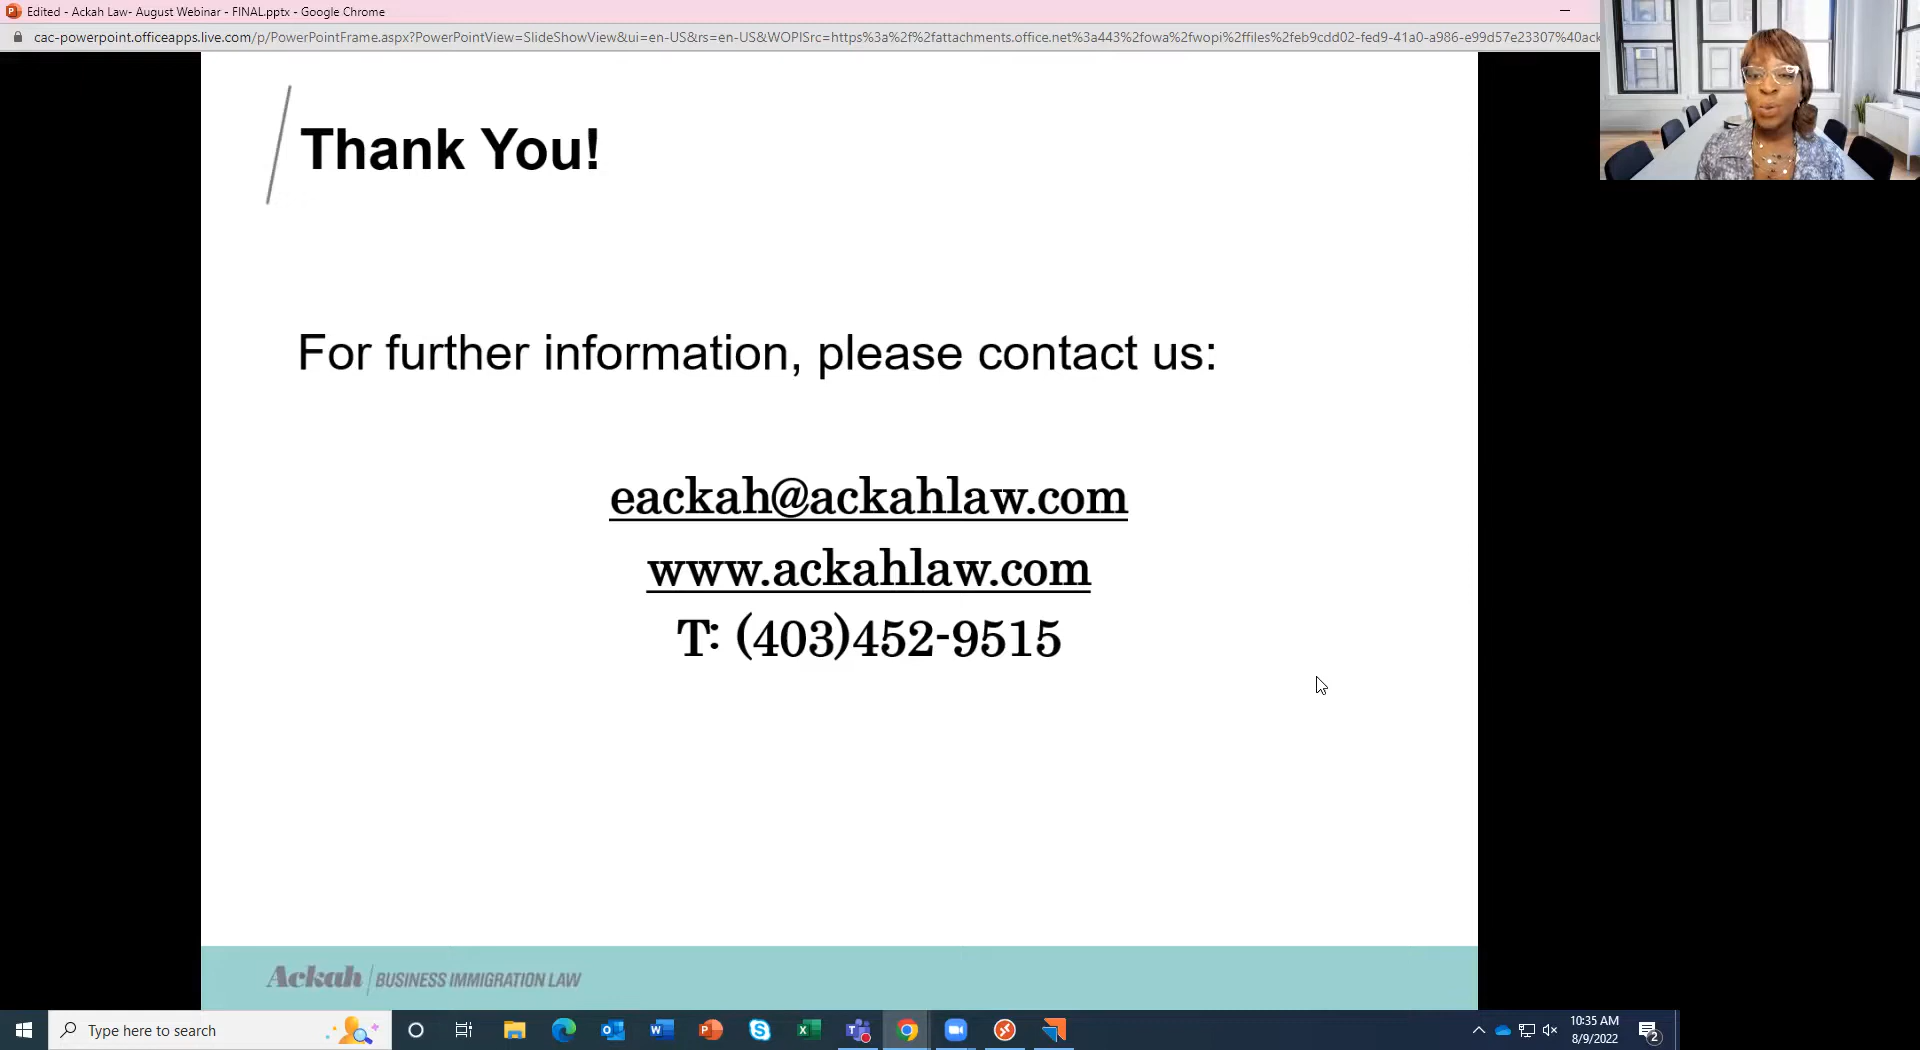 Edited - Ackah Law- August Webinar - FINAL.pptx - Google Chrome
cac-powerpoint.officeapps.live.com/p/PowerPointFrame.aspx?PowerPointView=SlideShowView&ui=en-US&rs=en-US&WOPISrc=https%3a%2f%2fattachments.office.net%3a443%2fowa%2fwopi%2ffiles%2feb9cdd02-fed9-41a0-a986-e99d57e23307%40ack
Thank You!
For further information, please contact us:
eackah@ackahlaw.com
www.ackahlaw.com
T: (403)452-9515
Ackah BUSINESS IMMIGRATION LAW
Type here to search
10:35 AM
8/9/2022
2